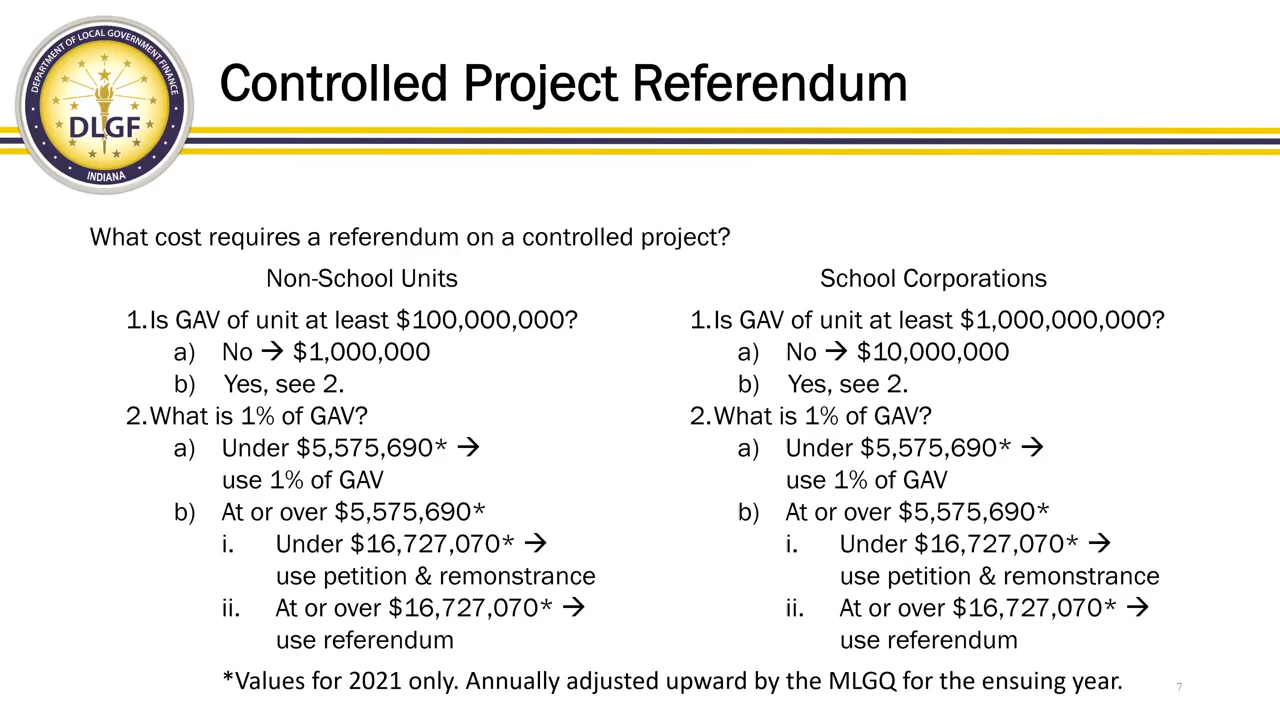 DEPARTMENT OF LOCAL GOVERNMENT FINANCE
DLGF
INDIANA
Controlled Project Referendum
What cost requires a referendum on a controlled project?
Non-School Units
1. Is GAV of unit at least $100,000,000?
a) No → $1,000,000
b) Yes, see 2.
2. What is 1% of GAV?
a) Under $5,575,690* →
use 1% of GAV
b) At or over $5,575,690*
i. Under $16,727,070* →
use petition & remonstrance
ii. At or over $16,727,070* →
use referendum
School Corporations
1. Is GAV of unit at least $1,000,000,000?
a) No → $10,000,000
b) Yes, see 2.
2. What is 1% of GAV?
a) Under $5,575,690* →
use 1% of GAV
b) At or over $5,575,690*
i. Under $16,727,070* →
use petition & remonstrance
ii. At or over $16,727,070* →
use referendum
*Values for 2021 only. Annually adjusted upward by the MLGQ for the ensuing year.
7